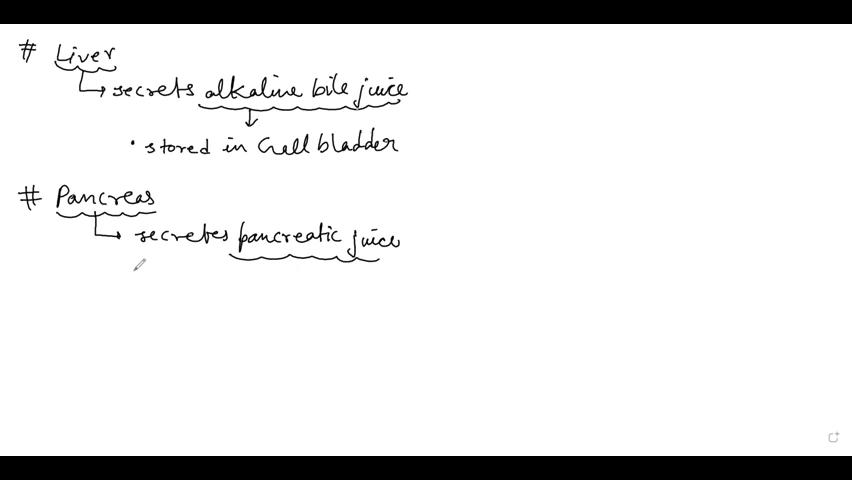 # Liver
secrets alkaline bile juice
• stored in Gall bladder
# Pancreas
secretes pancreatic juice